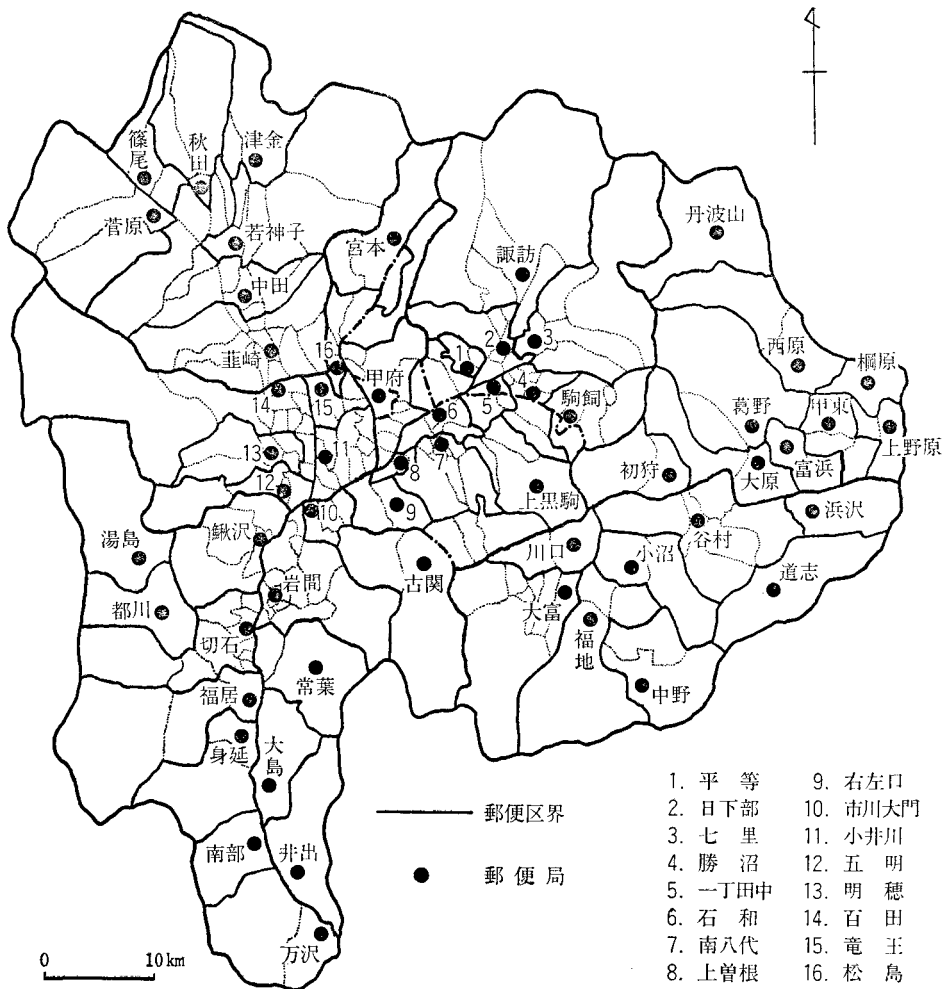 篠尾
秋田
津金
菅原
若神子
宮本
諏訪
丹波山
中田
西原
棡原
韮崎
16
2
3
1
甲府
4
14
15
6
5
駒飼
葛野
甲東
上野原
13
11
8
7
大原
富浜
12
10
9
上黒駒
初狩
浜沢
湯島
鰍沢
古関
川口
小沼
谷村
道志
都川
岩間
大富
福地
切石
常葉
中野
福居
身延
大島
南部
井出
万沢
郵便区界
郵便局
0 10km
1. 平等
2. 日下部
3. 七里
4. 勝沼
5. 一丁田中
6. 石和
7. 南八代
8. 上曽根
9. 右左口
10. 市川大門
11. 小井川
12. 五明
13. 明穂
14. 百田
15. 竜王
16. 松島